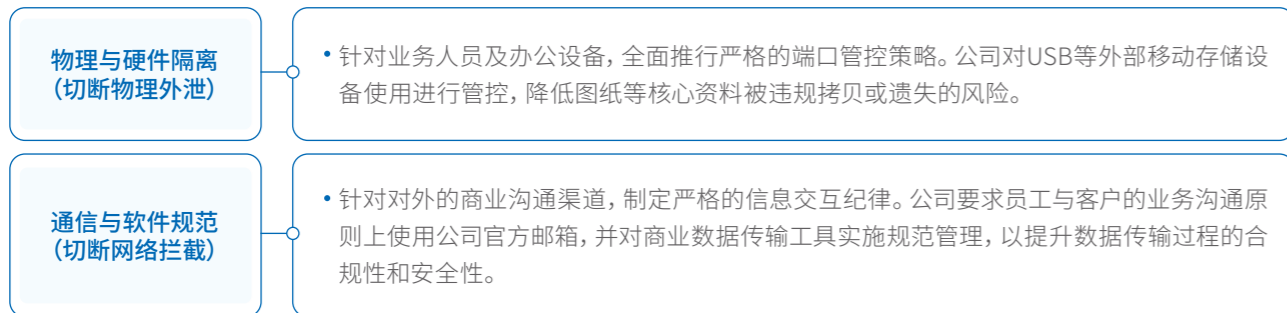 物理与硬件隔离
（切断物理外泄）
• 针对业务人员及办公设备，全面推行严格的端口管控策略。公司对USB等外部移动存储设
备使用进行管控，降低图纸等核心资料被违规拷贝或遗失的风险。
通信与软件规范
（切断网络拦截）
• 针对对外的商业沟通渠道，制定严格的信息交互纪律。公司要求员工与客户的业务沟通原
则上使用公司官方邮箱，并对商业数据传输工具实施规范管理，以提升数据传输过程的合
规性和安全性。